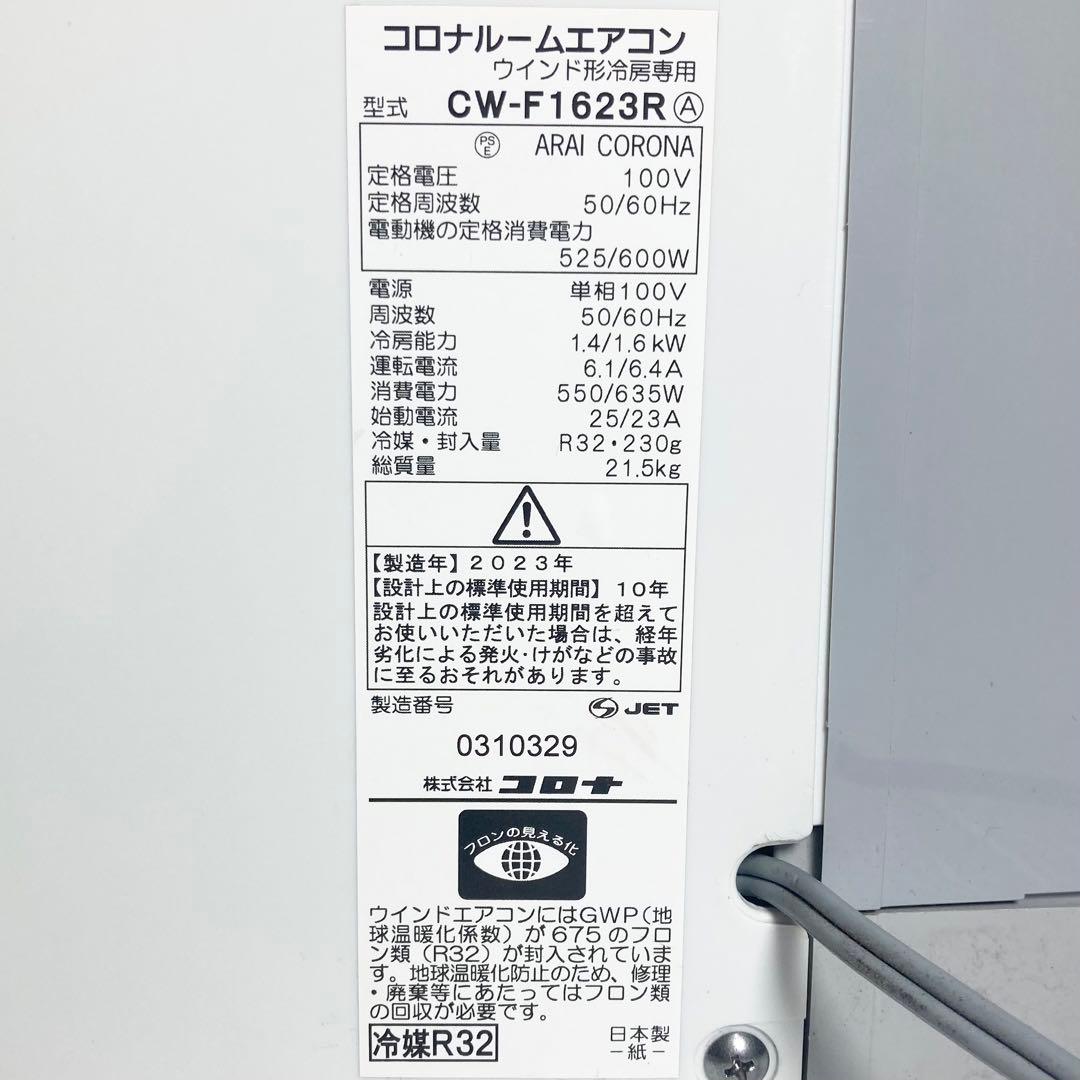 コロナルームエアコン
ウインド形冷房専用
型式 CW-F1623R Ⓐ
PSE ARAI CORONA
定格電圧 100V
定格周波数 50/60Hz
電動機の定格消費電力
525/600W
電源 単相100V
周波数 50/60Hz
冷房能力 1.4/1.6kW
運転電流 6.1/6.4A
消費電力 550/635W
始動電流 25/23A
冷媒・封入量 R32・230g
総質量 21.5kg
【製造年】2023年
【設計上の標準使用期間】10年
設計上の標準使用期間を超えて
お使いいただいた場合は、経年
劣化による発火・けがなどの事故
に至るおそれがあります。
製造番号 JET
0310329
株式会社 コロナ
フロンの見える化
ウインドエアコンにはGWP(地
球温暖化係数)が675のフロ
ン類(R32)が封入されていま
す。地球温暖化防止のため、修理
・廃棄等にあたってはフロン類
の回収が必要です。
冷媒R32 日本製
－紙－